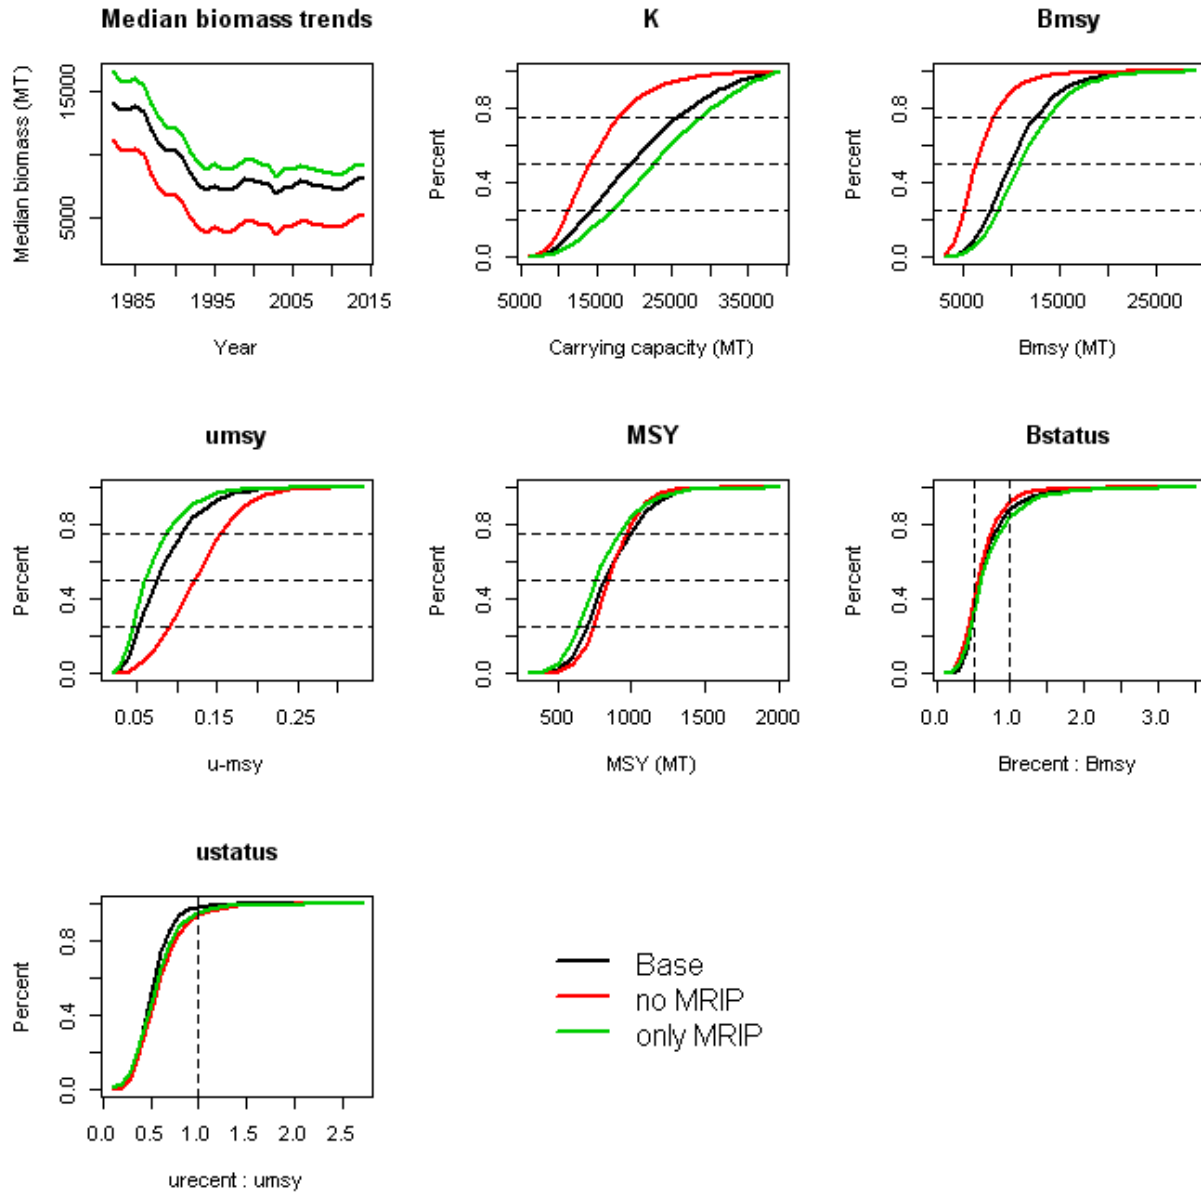 Median biomass trends
Median biomass (MT)
15000
5000
1985 1995 2005 2015
Year
K
Percent
0.8
0.4
0.0
5000 15000 25000 35000
Carrying capacity (MT)
Bmsy
Percent
0.8
0.4
0.0
5000 15000 25000
Bmsy (MT)
umsy
Percent
0.8
0.4
0.0
0.05 0.15 0.25
u-msy
MSY
Percent
0.8
0.4
0.0
500 1000 2000
MSY (MT)
Bstatus
Percent
0.8
0.4
0.0
0.0 1.0 2.0 3.0
Brecent : Bmsy
ustatus
Percent
0.8
0.4
0.0
0.0 0.5 1.0 1.5 2.0 2.5
urecent : umsy
Base
no MRIP
only MRIP